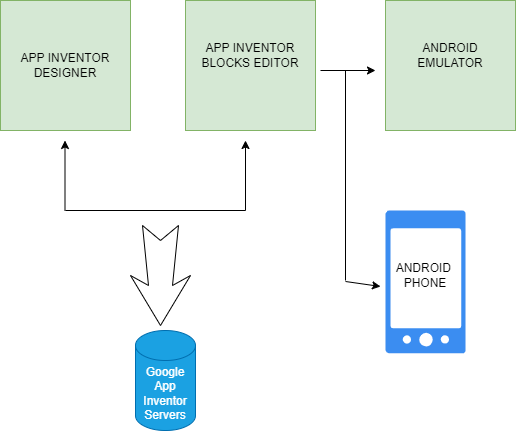 APP INVENTOR
DESIGNER
APP INVENTOR
BLOCKS EDITOR
ANDROID
EMULATOR
ANDROID
PHONE
Google
App
Inventor
Servers